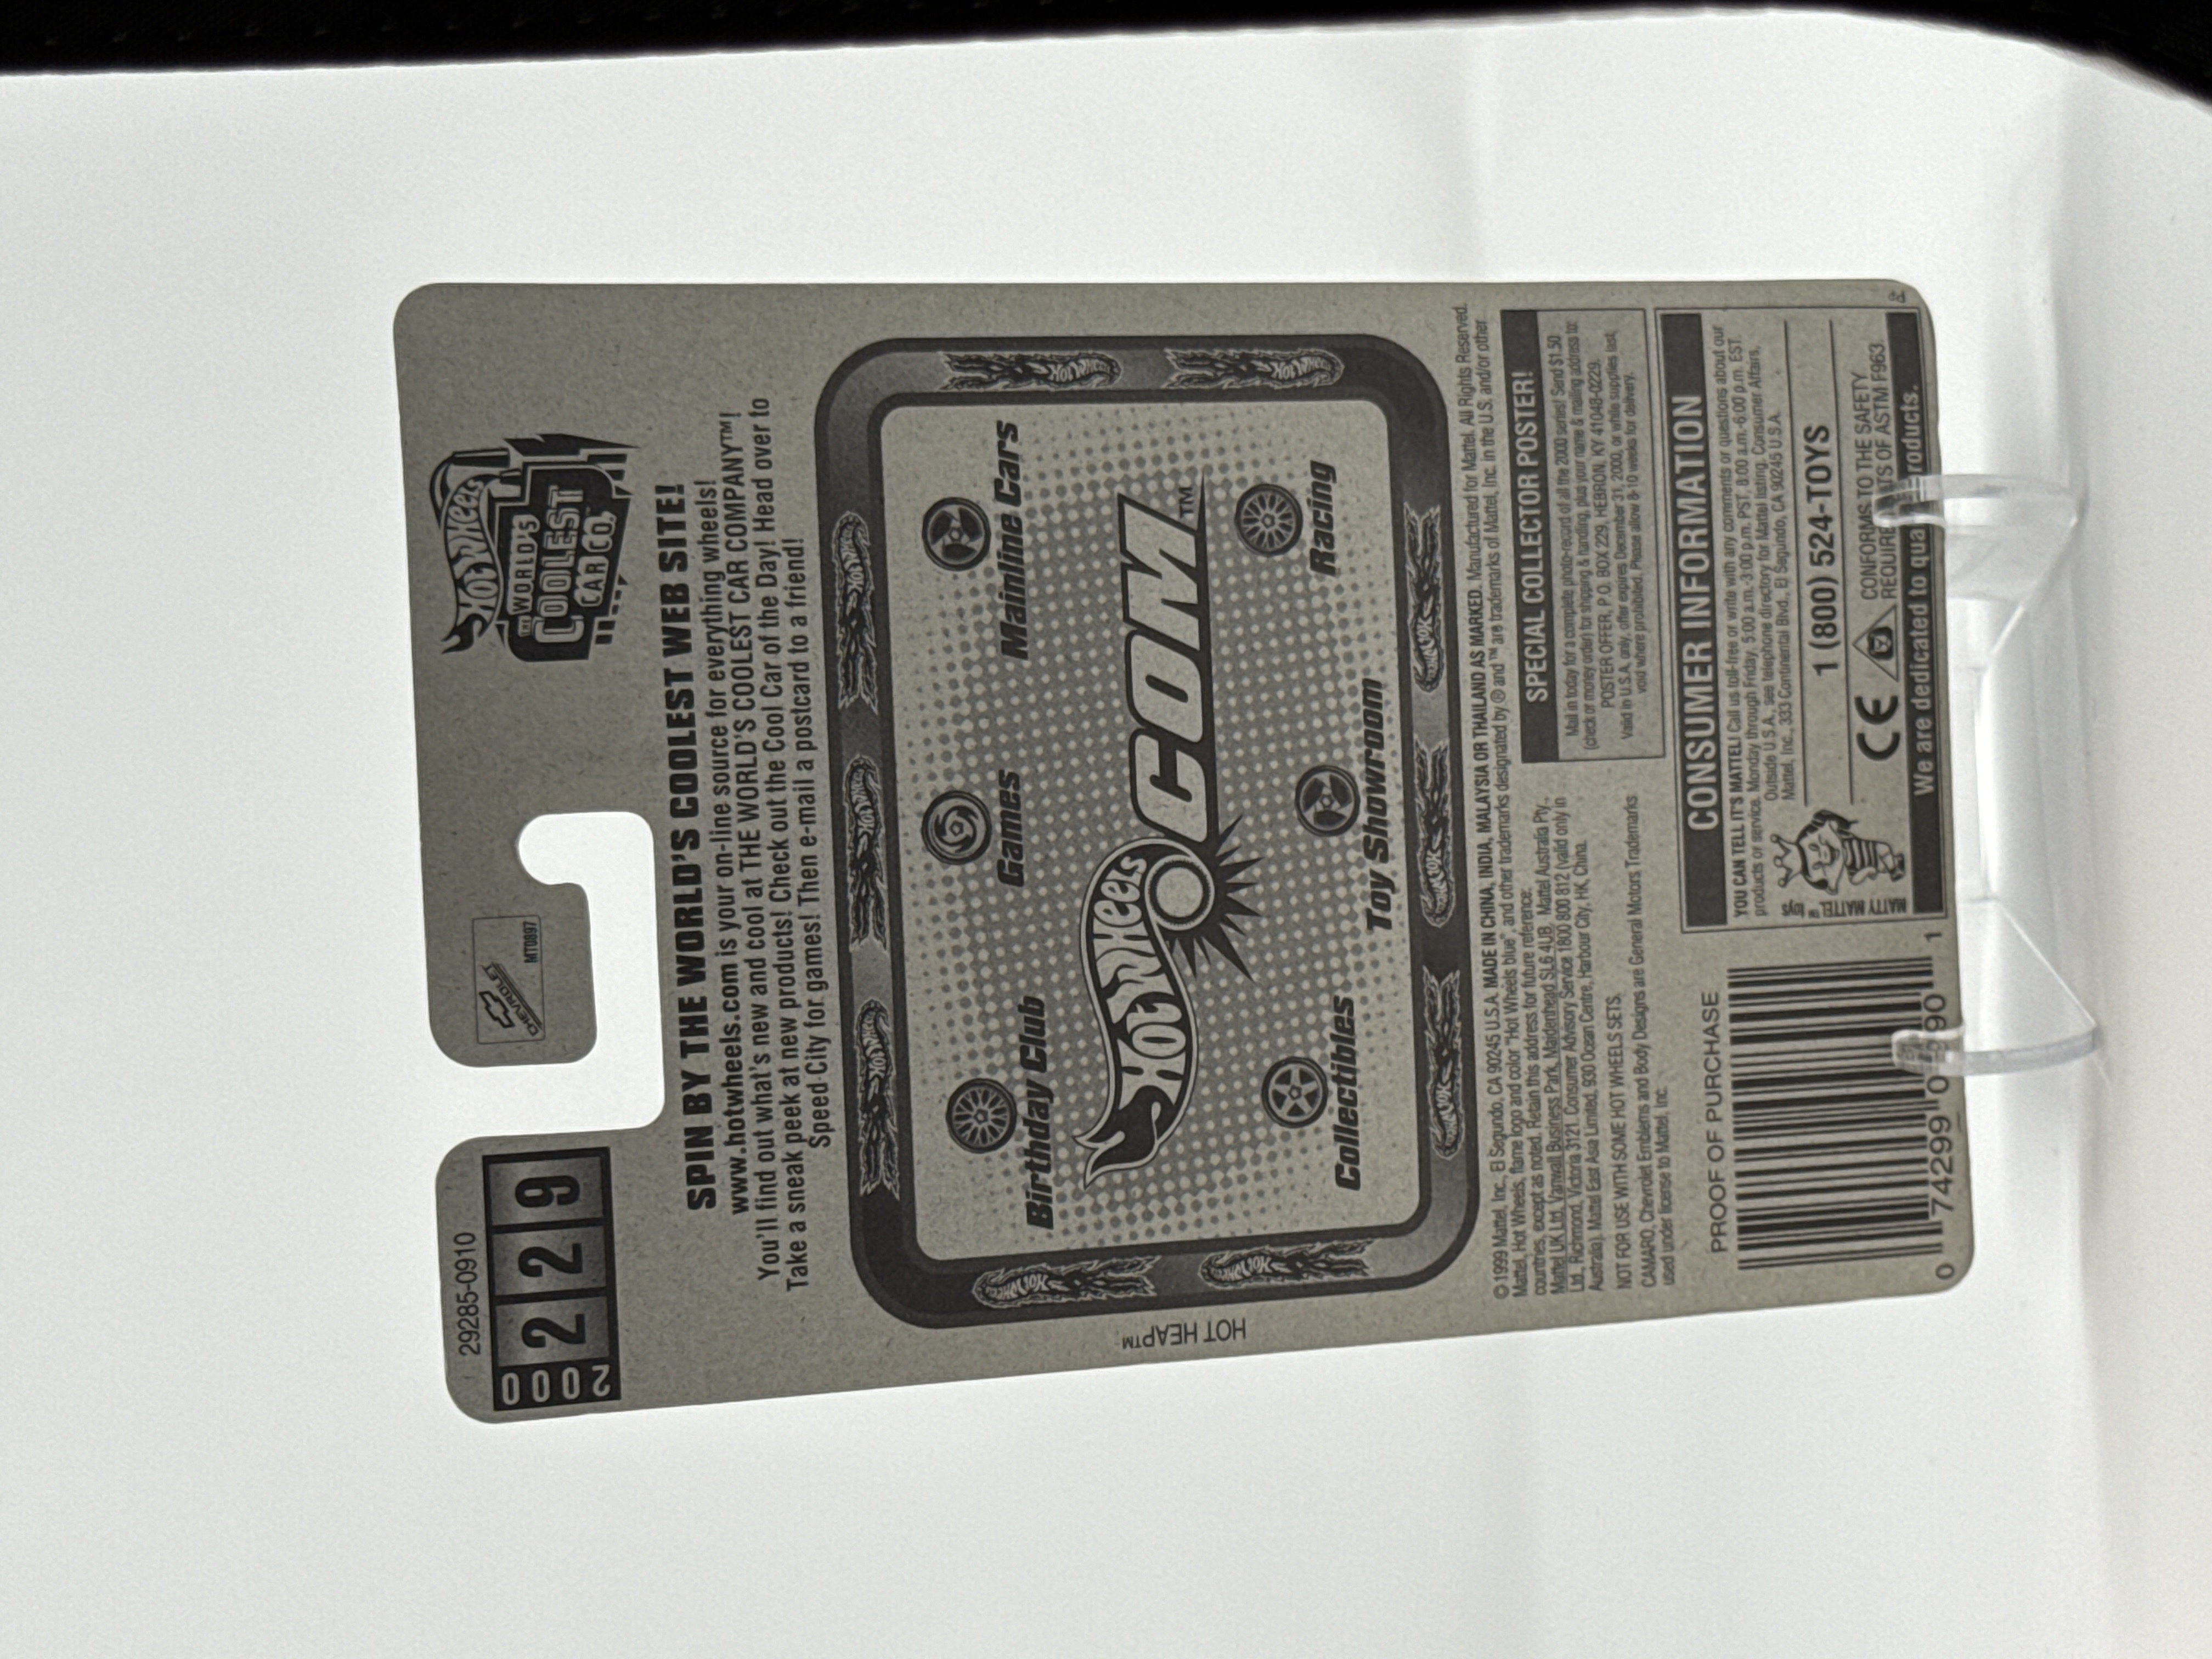 29285-0910
2000
229
CHEVROLET
MT0897
HOT WHEELS
THE WORLD'S
COOLEST
CAR CO.
SPIN BY THE WORLD'S COOLEST WEB SITE!
www.hotwheels.com is your on-line source for everything wheels!
You'll find out what's new and cool at THE WORLD'S COOLEST CAR COMPANY™!
Take a sneak peek at new products! Check out the Cool Car of the Day! Head over to
Speed City for games! Then e-mail a postcard to a friend!
HOT WHEELS HOT WHEELS HOT WHEELS
Birthday Club
Games
Mainline Cars
HOT WHEELS.COM™
HOT HEAP™
Collectibles
Toy Showroom
Racing
HOT WHEELS HOT WHEELS HOT WHEELS
© 1999 Mattel, Inc., El Segundo, CA 90245 U.S.A. MADE IN CHINA, INDIA, MALAYSIA OR THAILAND AS MARKED. Manufactured for Mattel. All Rights Reserved.
Mattel, Hot Wheels, flame logo and color "Hot Wheels blue", and other trademarks designated by ® and ™ are trademarks of Mattel, Inc. in the U.S. and/or other
countries, except as noted. Retain this address for future reference:
Mattel UK Ltd, Vanwall Business Park, Maidenhead SL6 4UB. Mattel Australia Pty.,
Ltd., Richmond, Victoria 3121. Consumer Advisory Service 1800 800 812 (valid only in
Australia). Mattel East Asia Limited, 930 Ocean Centre, Harbour City, HK, China.
NOT FOR USE WITH SOME HOT WHEELS SETS.
CAMARO, Chevrolet Emblems and Body Designs are General Motors Trademarks
used under license to Mattel, Inc.
SPECIAL COLLECTOR POSTER!
Mail in today for a complete photo-record of all the 2000 series! Send $1.50
(check or money order) for shipping & handling, plus your name & mailing address to:
POSTER OFFER, P.O. BOX 229, HEBRON, KY 41048-0229.
Valid in U.S.A. only, offer expires December 31, 2000, or while supplies last,
void where prohibited. Please allow 8-10 weeks for delivery.
PROOF OF PURCHASE
0 74299 0 90 1
CONSUMER INFORMATION
YOU CAN TELL IT'S MATTEL! Call us toll-free or write with any comments or questions about our
products or service. Monday through Friday, 5:00 a.m.-3:00 p.m. PST, 8:00 a.m.-6:00 p.m. EST.
Outside U.S.A., see telephone directory for Mattel listing. Consumer Affairs,
Mattel, Inc., 333 Continental Blvd., El Segundo, CA 90245 U.S.A.
MATTY MATTEL™ toys
1 (800) 524-TOYS
CE
CONFORMS TO THE SAFETY
OF ASTM F963.
We are dedicated to
Pp